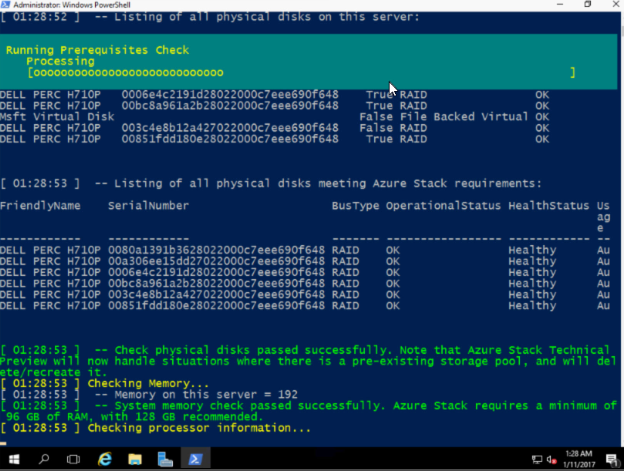 Administrator: Windows PowerShell
[ 01:28:52 ]  -- Listing of all physical disks on this server:
Running Prerequisites Check
Processing
[oooooooooooooooooooooooooooo ]
DELL PERC H710P 0006e4c2191d28022000c7eee690f648 True RAID OK
DELL PERC H710P 00bc8a961a2b28022000c7eee690f648 True RAID OK
Msft Virtual Disk False File Backed Virtual OK
DELL PERC H710P 003c4e8b12a427022000c7eee690f648 False RAID OK
DELL PERC H710P 00851fdd180e28022000c7eee690f648 True RAID OK
[ 01:28:53 ]  -- Listing of all physical disks meeting Azure Stack requirements:
FriendlyName SerialNumber BusType OperationalStatus HealthStatus Us
ag
e
------------ ------------ ------- ----------------- ------------ --
DELL PERC H710P 0080a1391b3628022000c7eee690f648 RAID OK Healthy Au
DELL PERC H710P 00a306ee15dd27022000c7eee690f648 RAID OK Healthy Au
DELL PERC H710P 0006e4c2191d28022000c7eee690f648 RAID OK Healthy Au
DELL PERC H710P 00bc8a961a2b28022000c7eee690f648 RAID OK Healthy Au
DELL PERC H710P 003c4e8b12a427022000c7eee690f648 RAID OK Healthy Au
DELL PERC H710P 00851fdd180e28022000c7eee690f648 RAID OK Healthy Au
[ 01:28:53 ]  -- Check physical disks passed successfully. Note that Azure Stack Technical
Preview will now handle situations where there is a pre-existing storage pool, and will del
ete/recreate it.
[ 01:28:53 ] Checking Memory...
[ 01:28:53 ]  -- Memory on this server = 192
[ 01:28:53 ]  -- System memory check passed successfully. Azure Stack requires a minimum of
96 GB of RAM, with 128 GB recommended.
[ 01:28:53 ] Checking processor information...
1:28 AM
1/11/2017